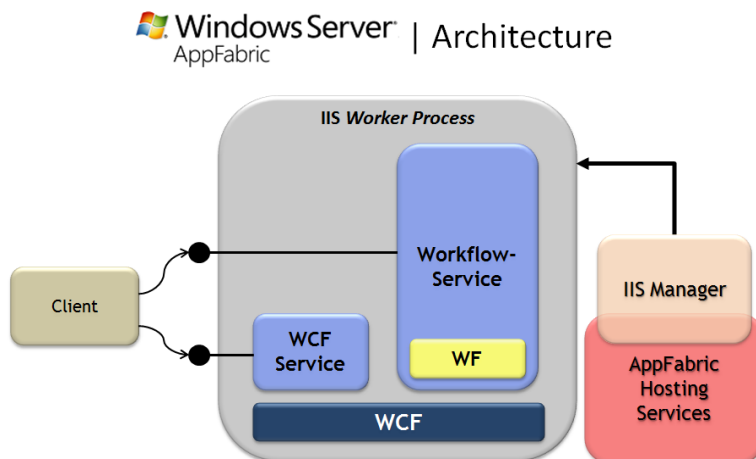 Windows Server | Architecture
AppFabric
IIS Worker Process
Workflow-
Service
Client
WCF
Service
WF
WCF
IIS Manager
AppFabric
Hosting
Services